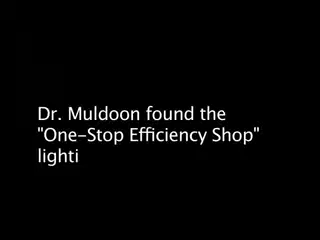 Dr. Muldoon found the
"One-Stop Efficiency Shop"
lighti